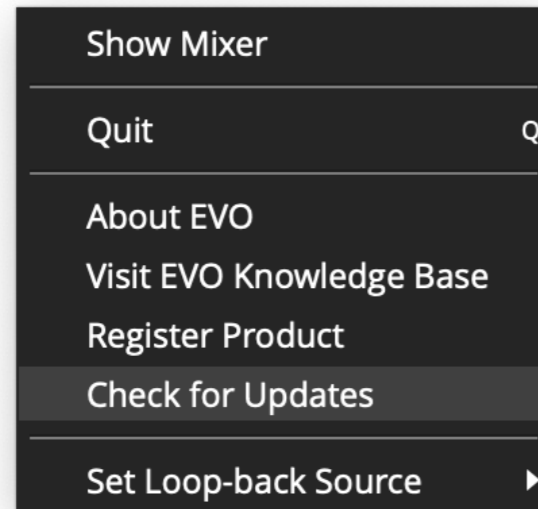 Show Mixer
Quit Q
About EVO
Visit EVO Knowledge Base
Register Product
Check for Updates
Set Loop-back Source